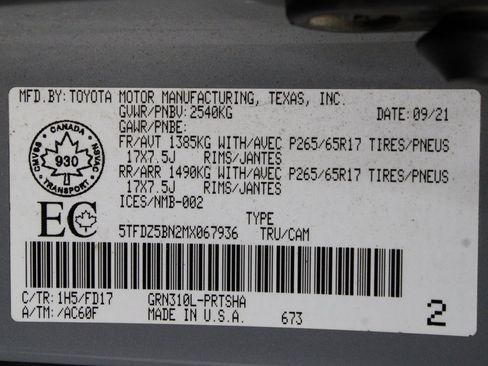 MFD.BY:TOYOTA MOTOR MANUFACTURING, TEXAS, INC.
GVWR/PNBV:2540KG DATE: 09/21
GAWR/PNBE:
FR/AVT 1385KG WITH/AVEC P265/65R17 TIRES/PNEUS
17X7.5J RIMS/JANTES
RR/ARR 1490KG WITH/AVEC P265/65R17 TIRES/PNEUS
17X7.5J RIMS/JANTES
ICES/NMB-002
CANADA
CMVSS 930 NSVAC
TRANSPORT
EC
TYPE
5TFDZ5BN2MX067936 TRU/CAM
C/TR:1H5/FD17 GRN310L-PRTSHA
A/TM:/AC60F MADE IN U.S.A. 673 2